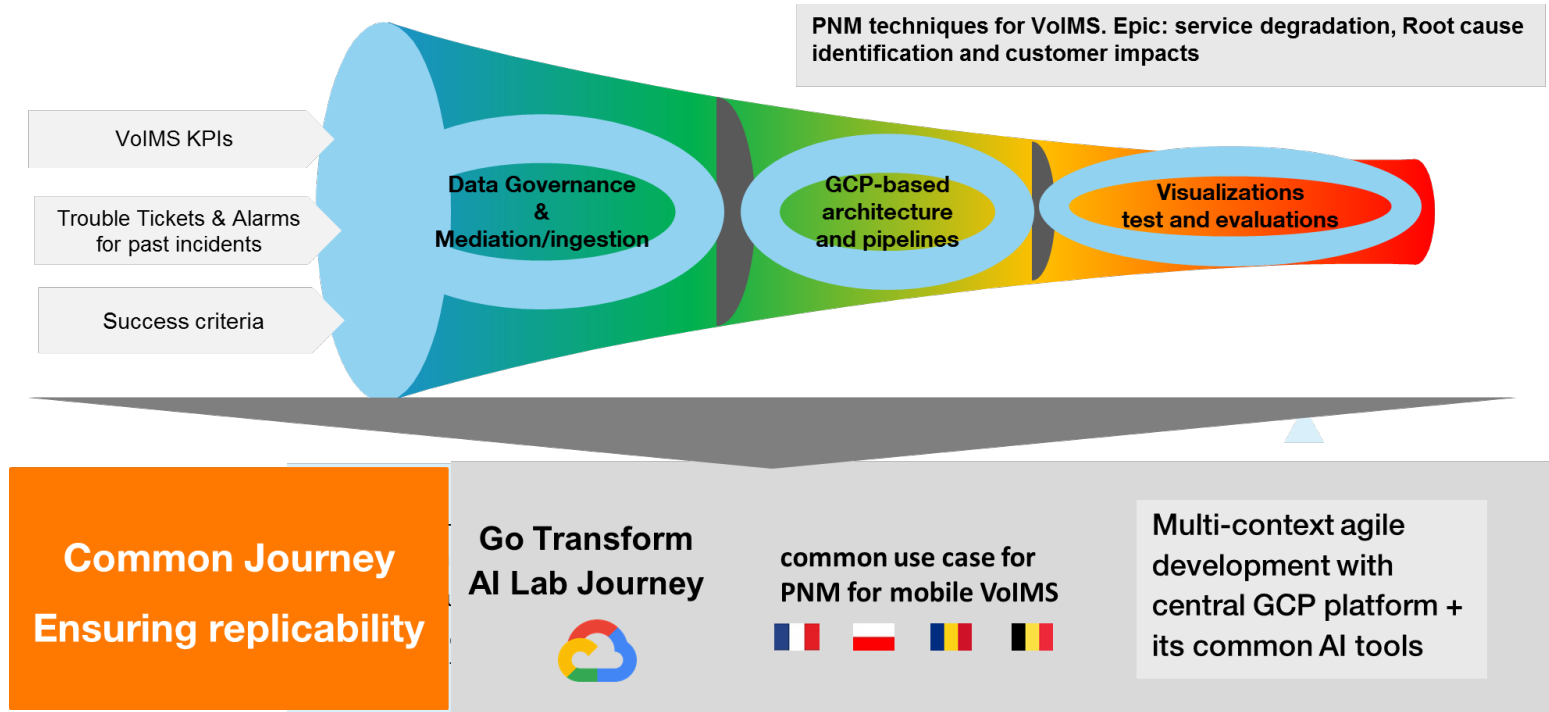 PNM techniques for VoIMS. Epic: service degradation, Root cause
identification and customer impacts
VoIMS KPIs
Trouble Tickets & Alarms
for past incidents
Success criteria
Data Governance
&
Mediation/ingestion
GCP-based
architecture
and pipelines
Visualizations
test and evaluations
Common Journey
Ensuring replicability
Go Transform
AI Lab Journey
common use case for
PNM for mobile VoIMS
Multi-context agile
development with
central GCP platform +
its common AI tools